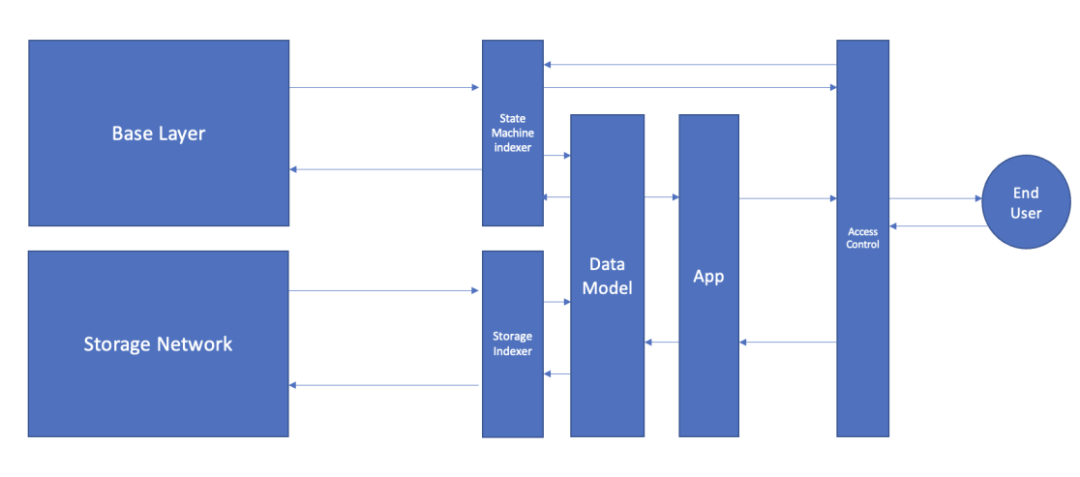 Base Layer
State
Machine
indexer
End
User
Access
Control
Data
Model
App
Storage Network
Storage
Indexer